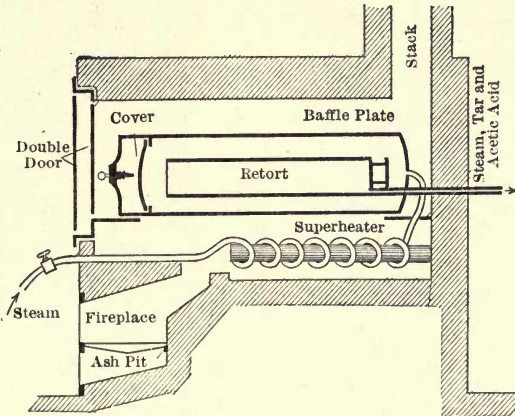 Stack
Cover
Baffle Plate
Double
Door
Retort
Steam, Tar and
Acetic Acid
Superheater
Steam
Fireplace
Ash Pit